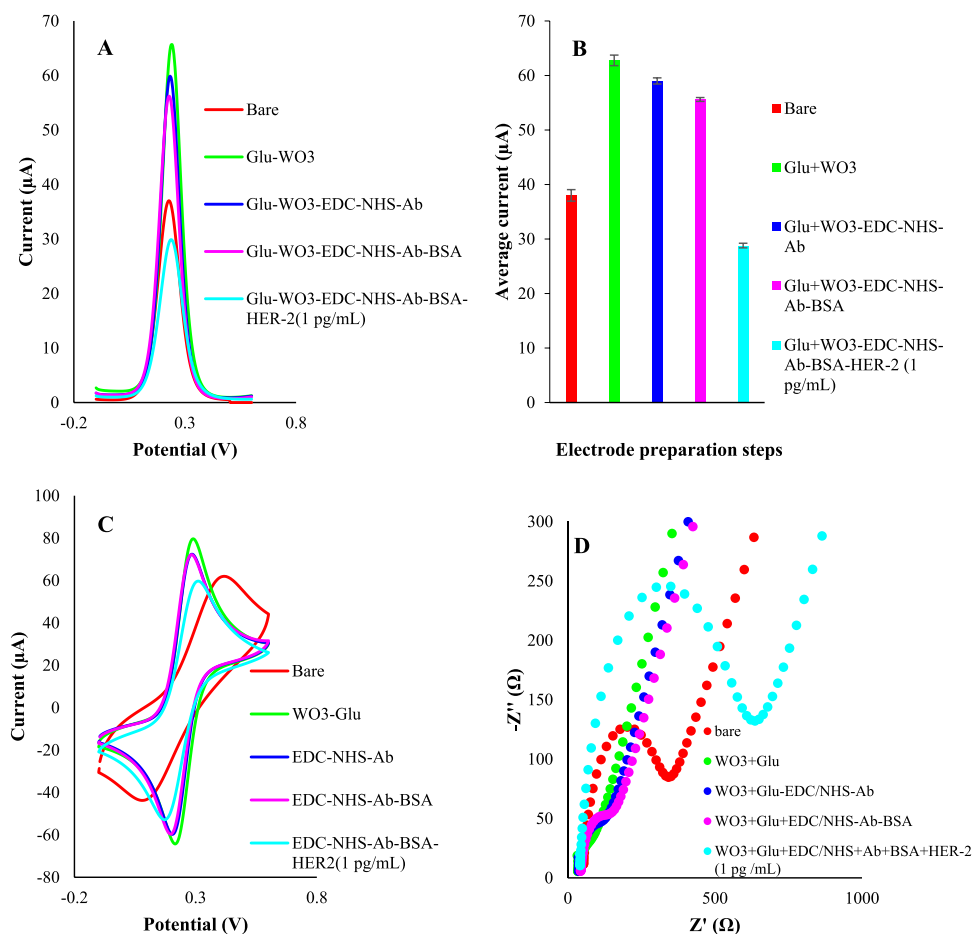 A
Current (µA)
70
60
50
40
30
20
10
0
-0.2
0.3
0.8
Potential (V)
Bare
Glu-WO3
Glu-WO3-EDC-NHS-Ab
Glu-WO3-EDC-NHS-Ab-BSA
Glu-WO3-EDC-NHS-Ab-BSA-
HER-2(1 pg/mL)
B
Average current (µA)
70
60
50
40
30
20
10
0
Electrode preparation steps
Bare
Glu+WO3
Glu+WO3-EDC-NHS-
Ab
Glu+WO3-EDC-NHS-
Ab-BSA
Glu+WO3-EDC-NHS-
Ab-BSA-HER-2 (1
pg/mL)
C
Current (µA)
100
80
60
40
20
0
-20
-40
-60
-80
-0.2
0.3
0.8
Potential (V)
Bare
WO3-Glu
EDC-NHS-Ab
EDC-NHS-Ab-BSA
EDC-NHS-Ab-BSA-
HER2(1 pg/mL)
D
-Z'' (Ω)
300
250
200
150
100
50
0
0
500
1000
Z' (Ω)
bare
WO3+Glu
WO3+Glu-EDC/NHS-Ab
WO3+Glu+EDC/NHS-Ab-BSA
WO3+Glu+EDC/NHS+Ab+BSA+HER-2
(1 pg /mL)